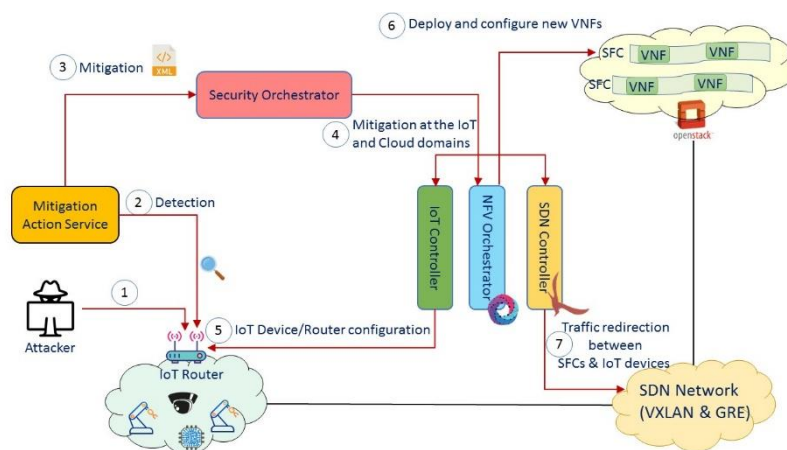 6
Deploy and configure new VNFs
SFC
VNF
VNF
SFC
VNF
VNF
openstack
3
Mitigation
XML
Security Orchestrator
4
Mitigation at the IoT
and Cloud domains
Mitigation
Action Service
2
Detection
IoT Controller
NFV Orchestrator
SDN Controller
1
Attacker
5
IoT Device/Router configuration
IoT Router
7
Traffic redirection
between
SFCs & IoT devices
SDN Network
(VXLAN & GRE)